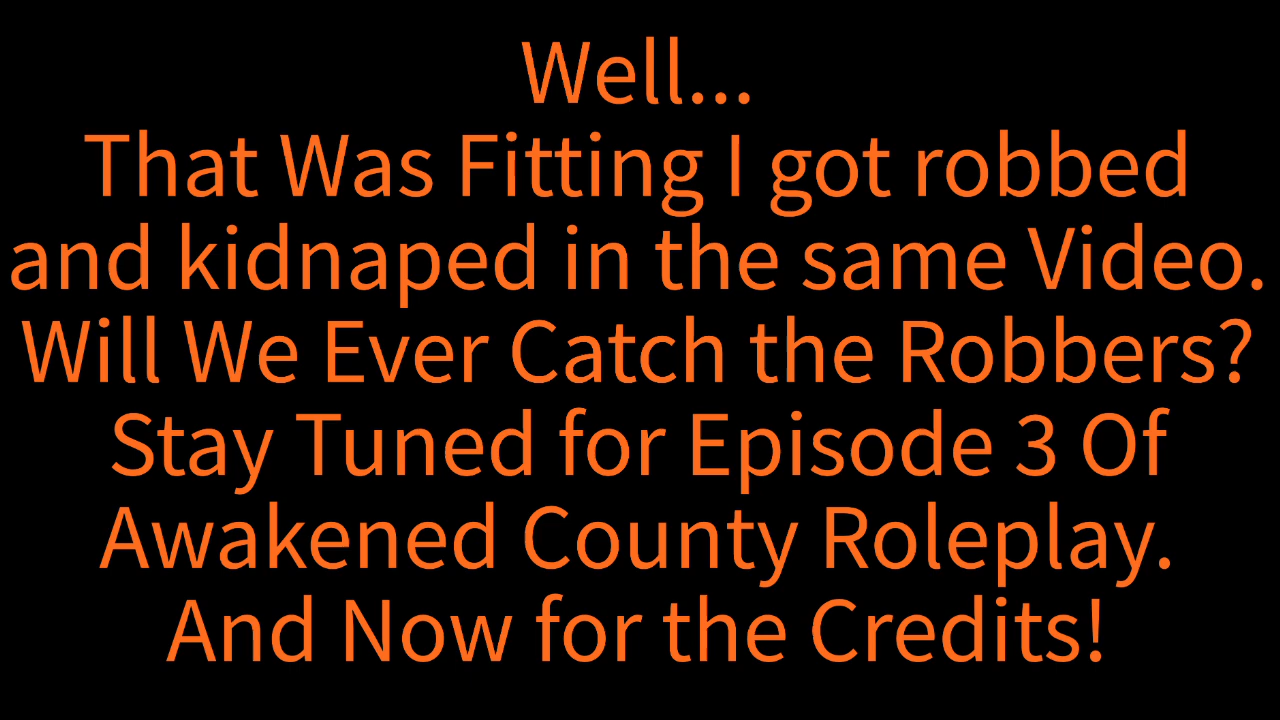 Well...
That Was Fitting I got robbed
and kidnaped in the same Video.
Will We Ever Catch the Robbers?
Stay Tuned for Episode 3 Of
Awakened County Roleplay.
And Now for the Credits!